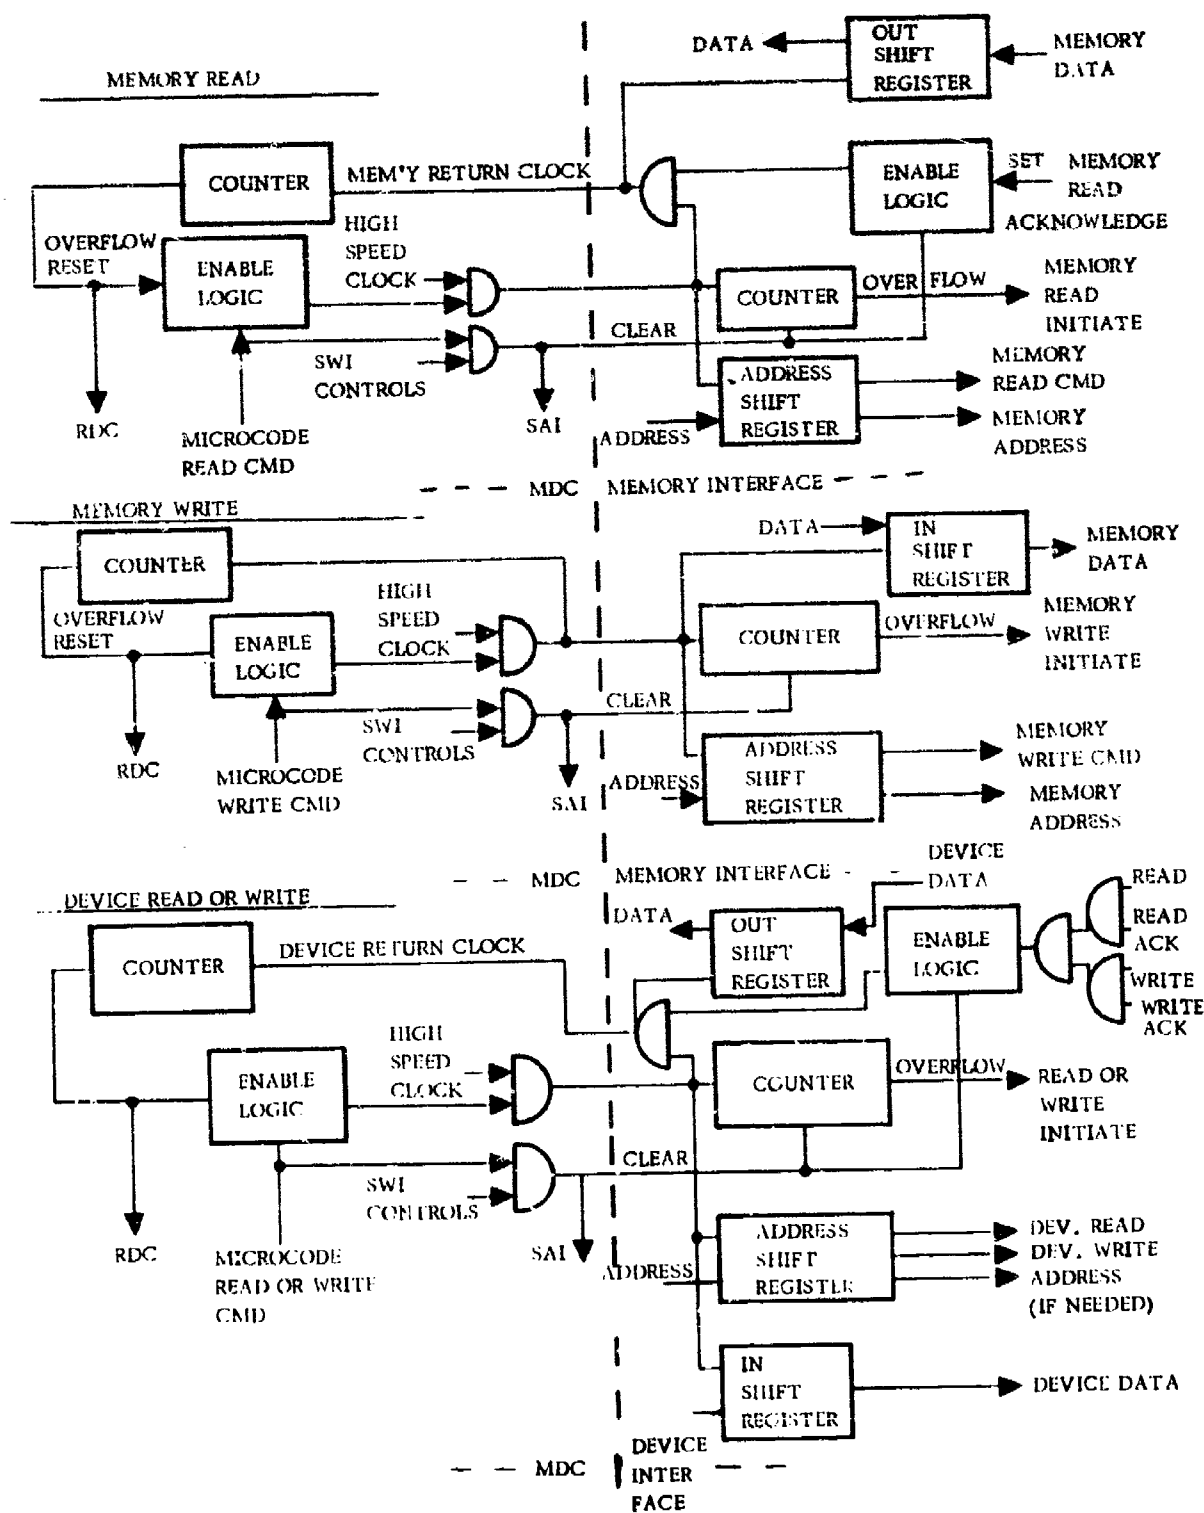 MEMORY READ
DATA
OUT
SHIFT
REGISTER
MEMORY
DATA
COUNTER
MEM'Y RETURN CLOCK
ENABLE
LOGIC
SET
MEMORY
READ
ACKNOWLEDGE
OVERFLOW
RESET
ENABLE
LOGIC
HIGH
SPEED
CLOCK
COUNTER
OVERFLOW
MEMORY
READ
INITIATE
SWI
CONTROLS
CLEAR
ADDRESS
SHIFT
REGISTER
MEMORY
READ CMD
MEMORY
ADDRESS
RDC
MICROCODE
READ CMD
SAI
ADDRESS
MDC
MEMORY INTERFACE
MEMORY WRITE
COUNTER
DATA
IN
SHIFT
REGISTER
MEMORY
DATA
OVERFLOW
RESET
ENABLE
LOGIC
HIGH
SPEED
CLOCK
COUNTER
OVERFLOW
MEMORY
WRITE
INITIATE
SWI
CONTROLS
CLEAR
RDC
MICROCODE
WRITE CMD
SAI
ADDRESS
ADDRESS
SHIFT
REGISTER
MEMORY
WRITE CMD
MEMORY
ADDRESS
MDC
MEMORY INTERFACE
DEVICE READ OR WRITE
DEVICE
DATA
COUNTER
DEVICE RETURN CLOCK
DATA
OUT
SHIFT
REGISTER
ENABLE
LOGIC
READ
READ
ACK
WRITE
WRITE
ACK
ENABLE
LOGIC
HIGH
SPEED
CLOCK
COUNTER
OVERFLOW
READ OR
WRITE
INITIATE
SWI
CONTROLS
CLEAR
RDC
MICROCODE
READ OR WRITE
CMD
SAI
ADDRESS
ADDRESS
SHIFT
REGISTER
DEV. READ
DEV. WRITE
ADDRESS
(IF NEEDED)
IN
SHIFT
REGISTER
DEVICE DATA
MDC
DEVICE
INTER
FACE